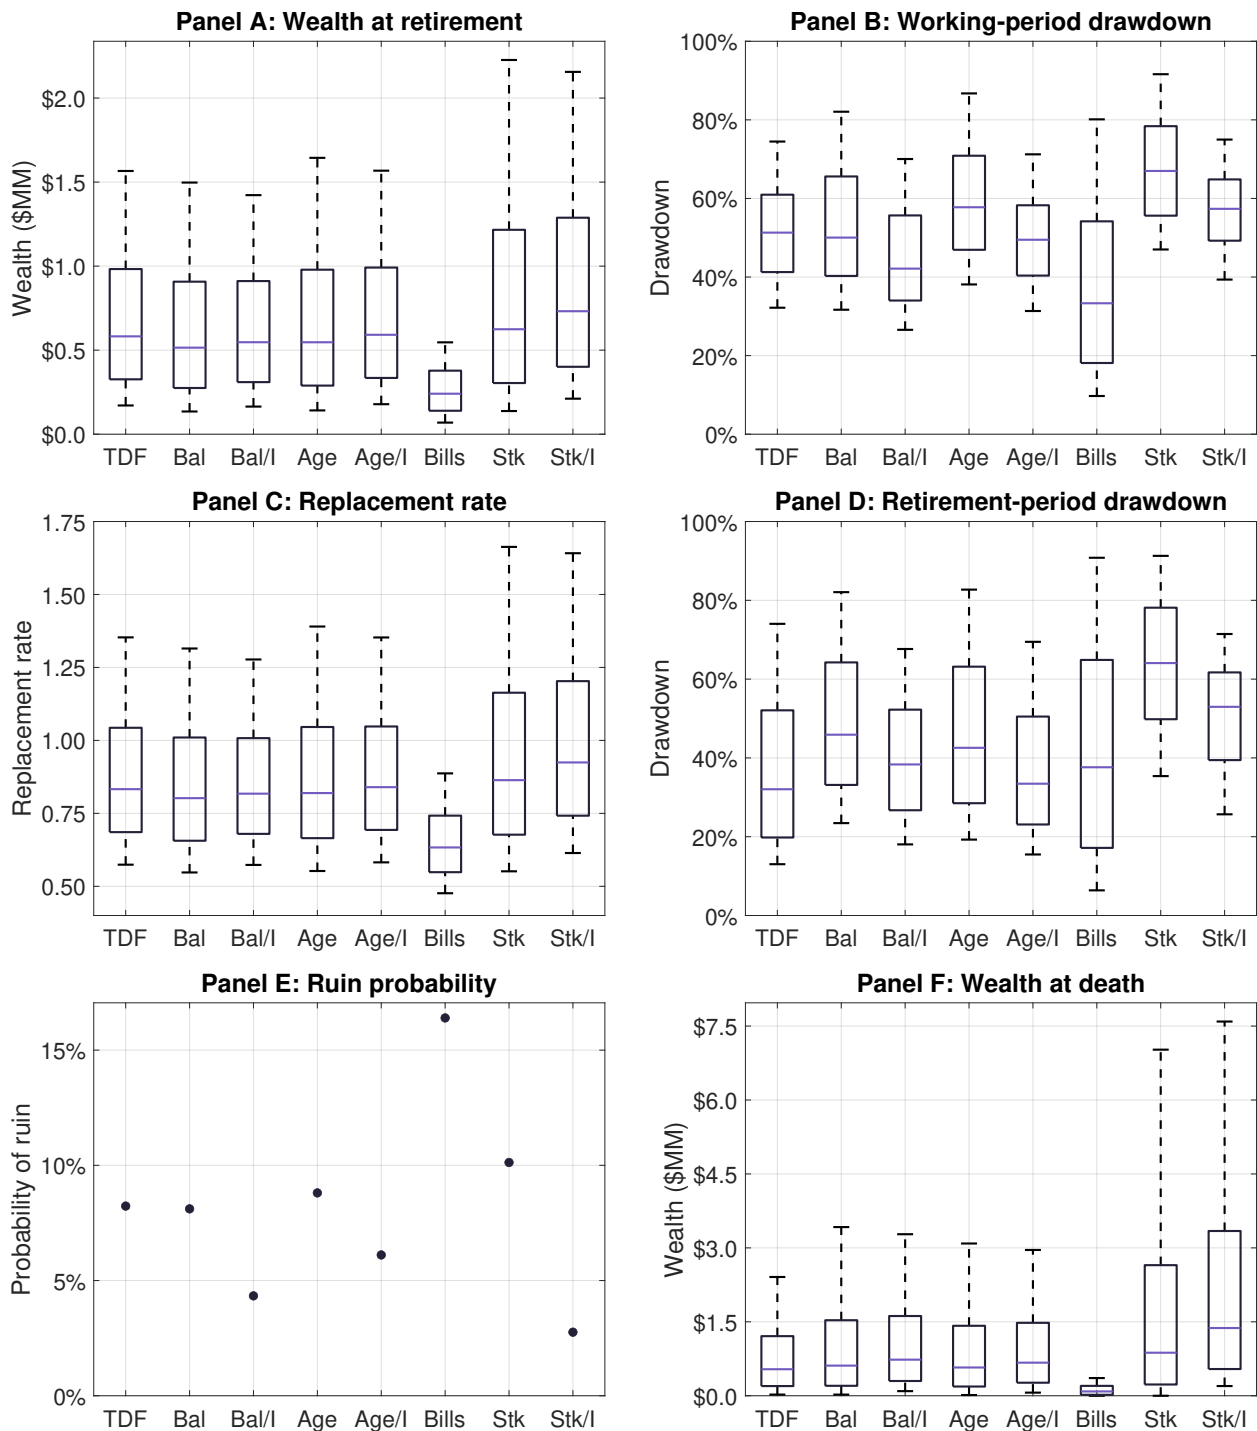 Panel A: Wealth at retirement
Wealth ($MM)
$2.0
$1.5
$1.0
$0.5
$0.0
TDF Bal Bal/I Age Age/I Bills Stk Stk/I
Panel B: Working-period drawdown
Drawdown
100%
80%
60%
40%
20%
0%
TDF Bal Bal/I Age Age/I Bills Stk Stk/I
Panel C: Replacement rate
Replacement rate
1.75
1.50
1.25
1.00
0.75
0.50
TDF Bal Bal/I Age Age/I Bills Stk Stk/I
Panel D: Retirement-period drawdown
Drawdown
100%
80%
60%
40%
20%
0%
TDF Bal Bal/I Age Age/I Bills Stk Stk/I
Panel E: Ruin probability
Probability of ruin
15%
10%
5%
0%
TDF Bal Bal/I Age Age/I Bills Stk Stk/I
Panel F: Wealth at death
Wealth ($MM)
$7.5
$6.0
$4.5
$3.0
$1.5
$0.0
TDF Bal Bal/I Age Age/I Bills Stk Stk/I